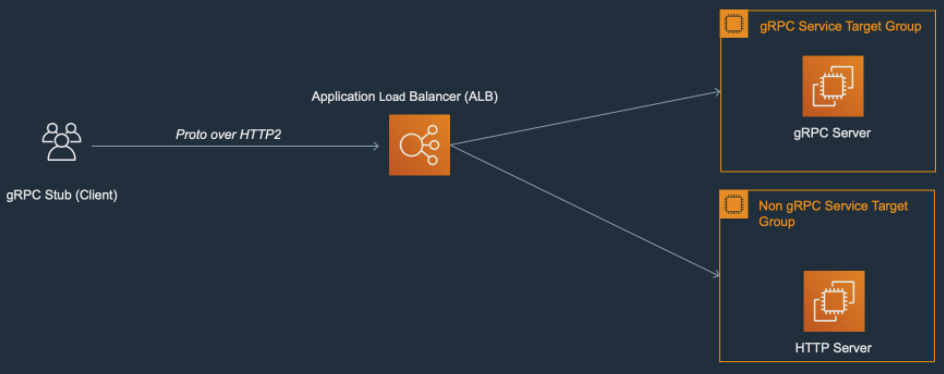 gRPC Service Target Group
gRPC Server
Application Load Balancer (ALB)
Proto over HTTP2
gRPC Stub (Client)
Non gRPC Service Target
Group
HTTP Server